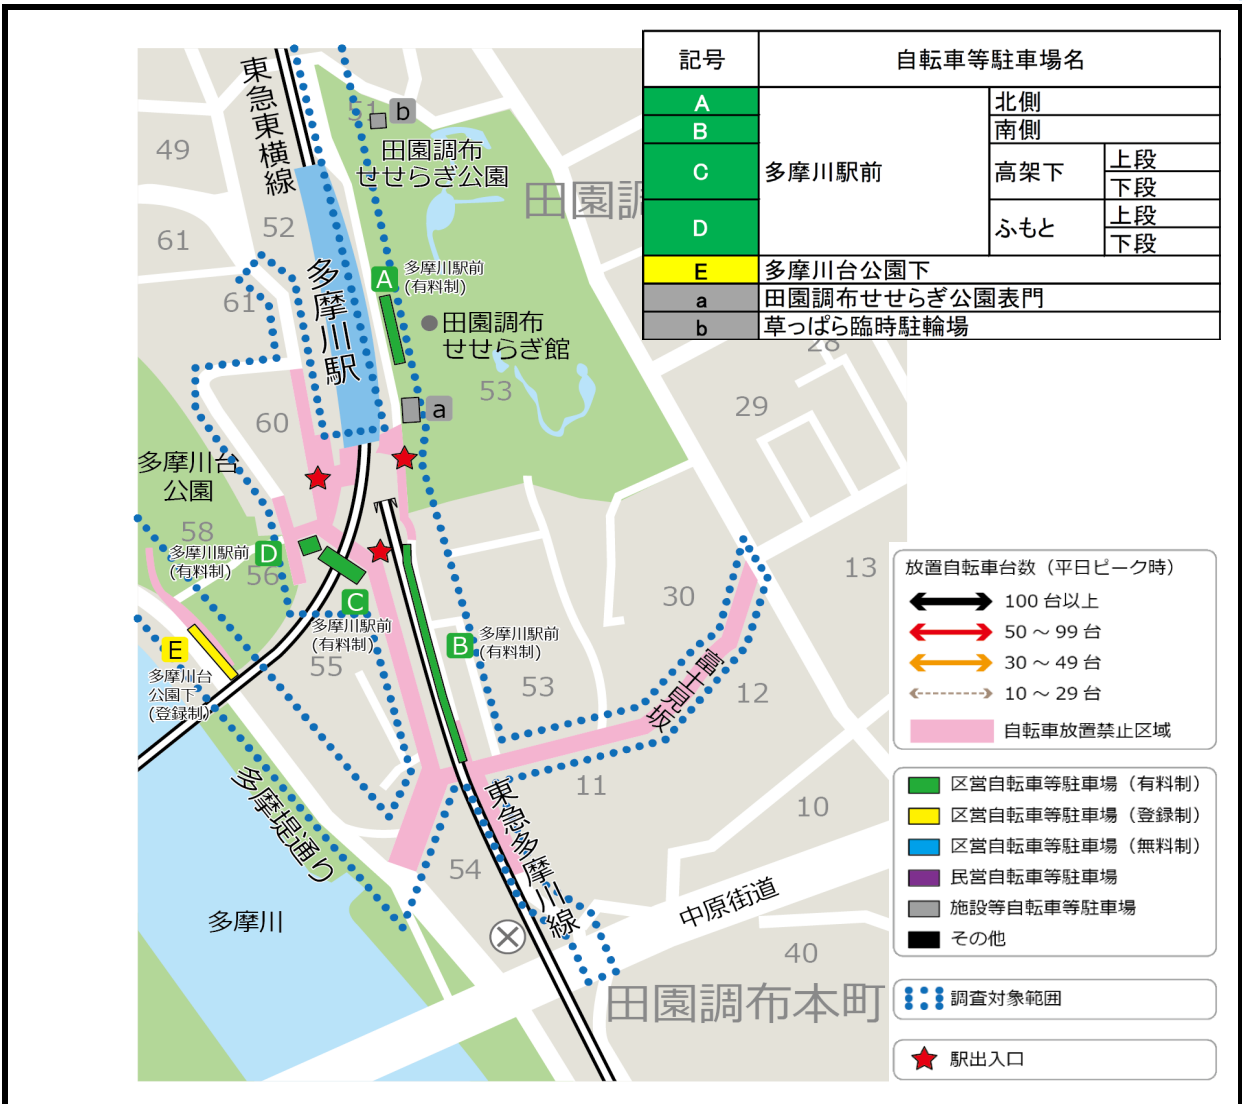 記号
自転車等駐車場名
A
多摩川駅前
北側
B
南側
C
高架下
上段
下段
D
ふもと
上段
下段
E
多摩川台公園下
a
田園調布せせらぎ公園表門
b
草っぱら臨時駐輪場
東急東横線
51
b
49
田園調布
せせらぎ公園
田園調
52
61
多摩川駅
A
多摩川駅前
(有料制)
61
田園調布
せせらぎ館
28
53
29
a
60
多摩川台
公園
58
多摩川駅前
(有料制)
D
56
C
多摩川駅前
(有料制)
13
30
B
多摩川駅前
(有料制)
E
多摩川台
公園下
(登録制)
55
53
富士見坂
12
11
10
多摩堤通り
東急多摩川線
54
中原街道
多摩川
40
田園調布本町
放置自転車台数（平日ピーク時）
100 台以上
50 ～ 99 台
30 ～ 49 台
10 ～ 29 台
自転車放置禁止区域
区営自転車等駐車場（有料制）
区営自転車等駐車場（登録制）
区営自転車等駐車場（無料制）
民営自転車等駐車場
施設等自転車等駐車場
その他
調査対象範囲
駅出入口